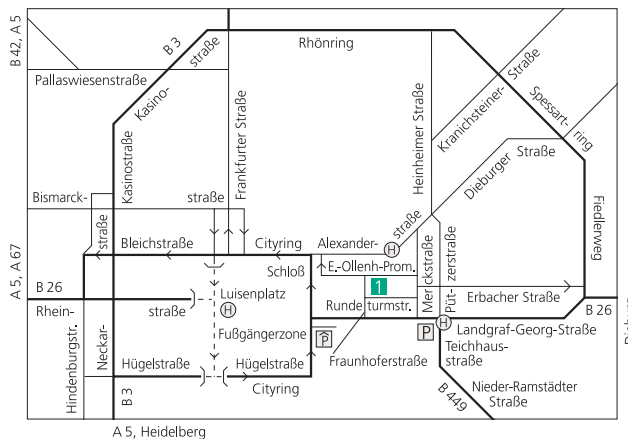 B 42, A 5
B 3
Rhönring
Pallaswiesenstraße
Kasino-
straße
Kasinostraße
Frankfurter Straße
Heinheimer Straße
Kranichsteiner-
Straße
Spessart-
ring
Dieburger
Straße
Fiedlerweg
Bismarck-
straße
straße
Bleichstraße
Cityring
Alexander-
straße
H
Schloß
E.-Ollenh-Prom.
A 5, A 67
B 26
Luisenplatz
H
1
Runde
turmstr.
Merckstraße
Püt-
zerstraße
Erbacher Straße
B 26
Rhein-
straße
Fußgängerzone
P
P
H
Landgraf-Georg-Straße
Teichhaus-
straße
Fraunhoferstraße
Hindenburgstr.
Neckar-
Hügelstraße
Hügelstraße
Cityring
B 3
B 449
Nieder-Ramstädter
Straße
A 5, Heidelberg